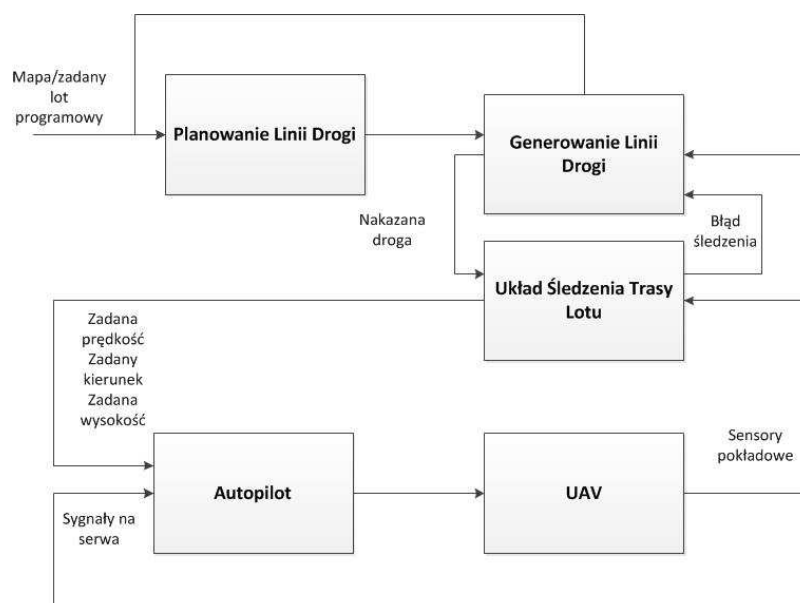 Mapa/zadany
lot
programowy
Planowanie Linii Drogi
Generowanie Linii
Drogi
Nakazana
droga
Błąd
śledzenia
Układ Śledzenia Trasy
Lotu
Zadana
prędkość
Zadany
kierunek
Zadana
wysokość
Autopilot
UAV
Sensory
pokładowe
Sygnały na
serwa